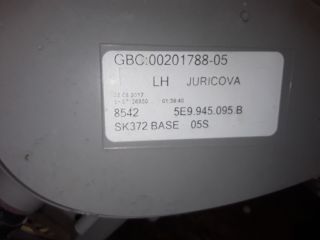 GBC:00201788-05
LH JURICOVA
8542 5E9.945.095.B
SK372 BASE 05S